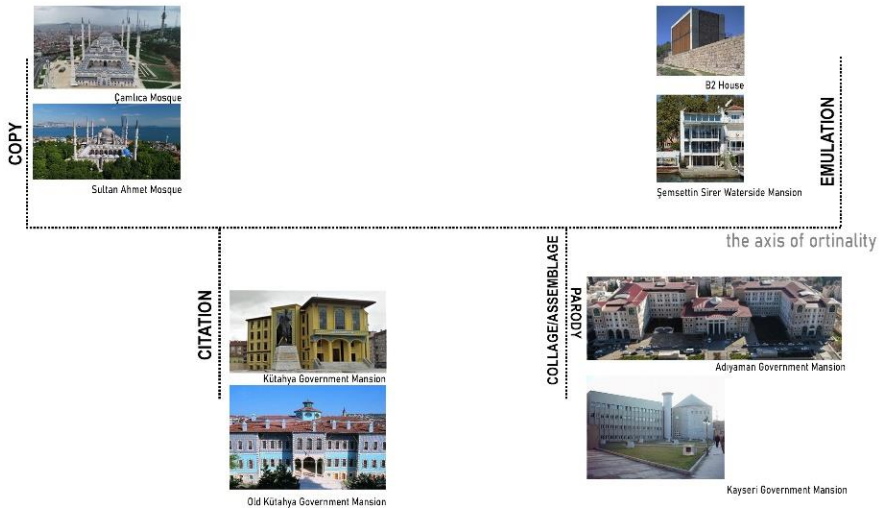 COPY
Çamlıca Mosque
Sultan Ahmet Mosque
B2 House
Şemsettin Sirer Waterside Mansion
EMULATION
the axis of ortinality
CITATION
Kütahya Government Mansion
Old Kütahya Government Mansion
COLLAGE/ASSEMBLAGE
PARODY
Adıyaman Government Mansion
Kayseri Government Mansion